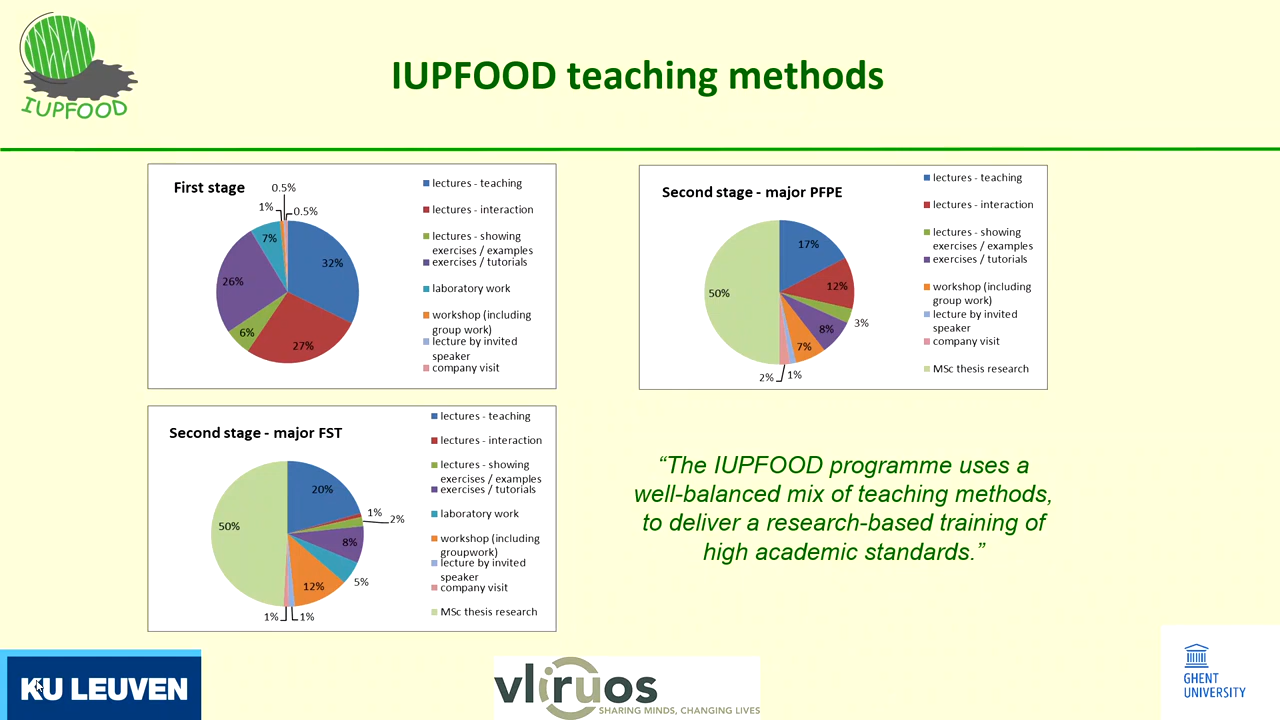 IUPFOOD
IUPFOOD teaching methods
First stage
0.5%
1%
0.5%
7%
32%
26%
6%
27%
lectures - teaching
lectures - interaction
lectures - showing
exercises / examples
exercises / tutorials
laboratory work
workshop (including
group work)
lecture by invited
speaker
company visit
Second stage - major PFPE
17%
12%
50%
3%
8%
7%
2%
1%
lectures - teaching
lectures - interaction
lectures - showing
exercises / examples
exercises / tutorials
workshop (including
group work)
lecture by invited
speaker
company visit
MSc thesis research
Second stage - major FST
20%
1%
2%
50%
8%
5%
12%
1%
1%
lectures - teaching
lectures - interaction
lectures - showing
exercises / examples
exercises / tutorials
laboratory work
workshop (including
groupwork)
lecture by invited
speaker
company visit
MSc thesis research
“The IUPFOOD programme uses a
well-balanced mix of teaching methods,
to deliver a research-based training of
high academic standards.”
KU LEUVEN
vliruos
SHARING MINDS, CHANGING LIVES
GHENT
UNIVERSITY